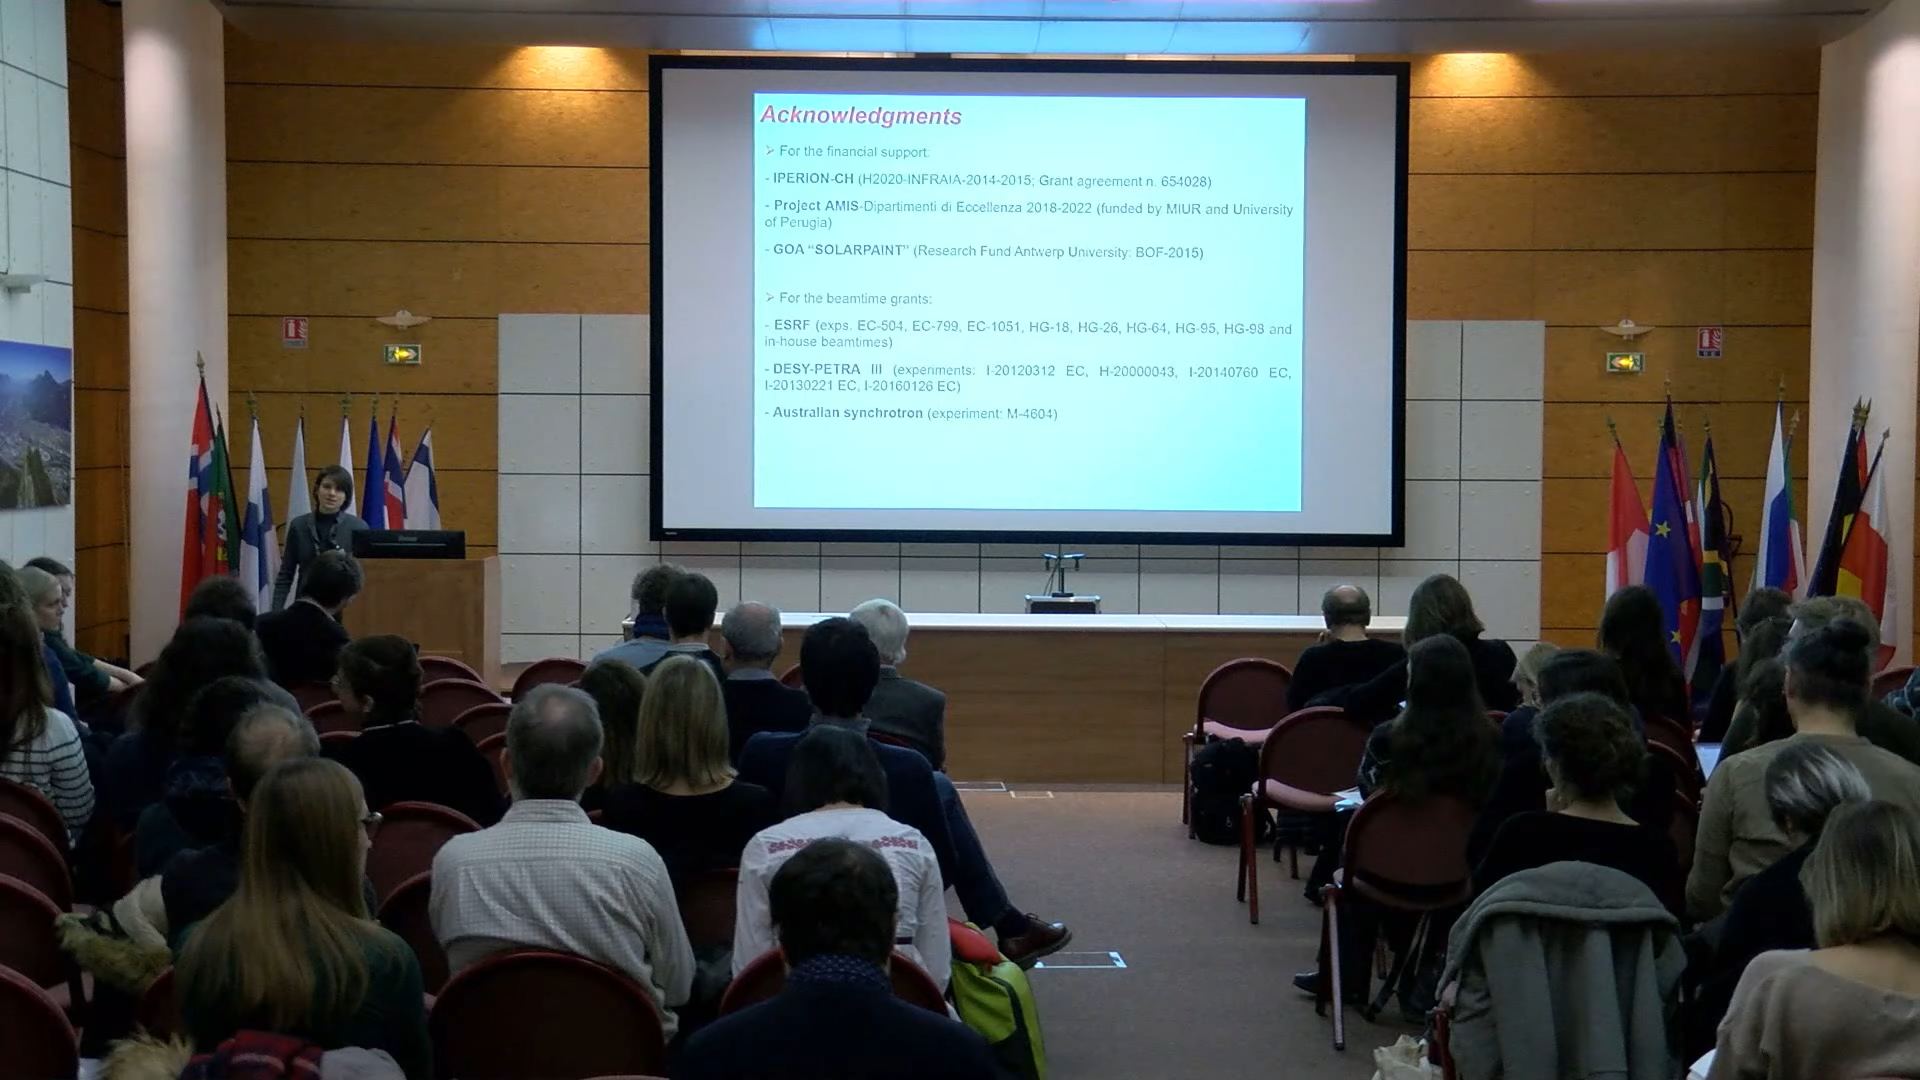 Acknowledgments
➢ For the financial support:
- IPERION-CH (H2020-INFRAIA-2014-2015; Grant agreement n. 654028)
- Project AMIS-Dipartimenti di Eccellenza 2018-2022 (funded by MIUR and University
of Perugia)
- GOA “SOLARPAINT” (Research Fund Antwerp University: BOF-2015)
➢ For the beamtime grants:
- ESRF (exps. EC-504, EC-799, EC-1051, HG-18, HG-26, HG-64, HG-95, HG-98 and
in-house beamtimes)
- DESY-PETRA III (experiments: I-20120312 EC, H-20000043, I-20140760 EC,
I-20130221 EC, I-20160126 EC)
- Australian synchrotron (experiment: M-4604)